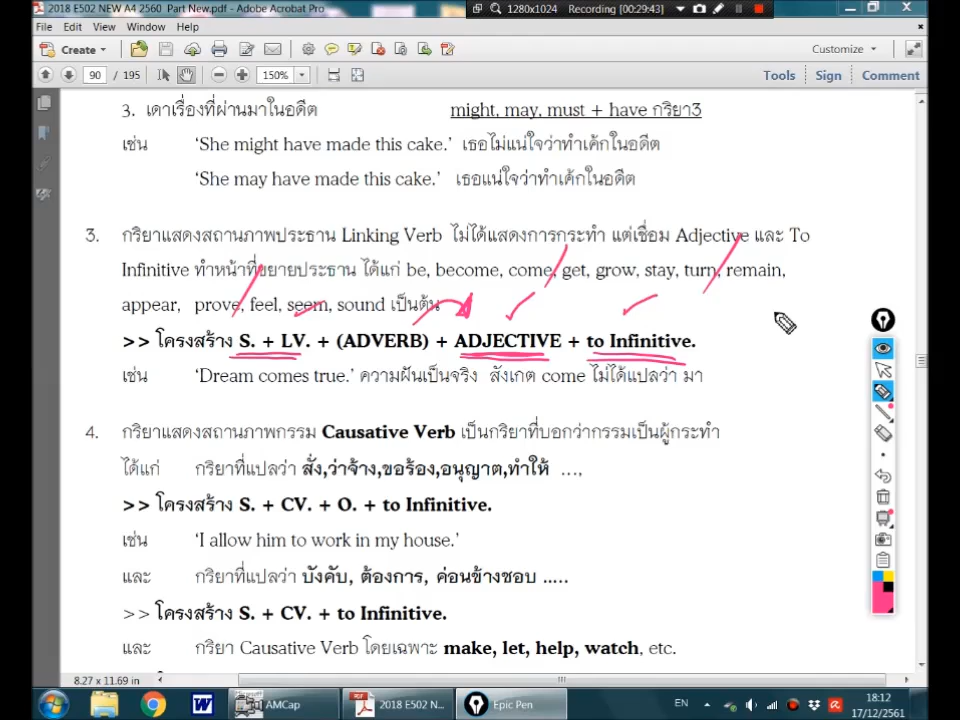 2018 E502 NEW A4 2560 Part New.pdf - Adobe Acrobat Pro
1280x1024 Recording [00:29:43]
File Edit View Window Help
Create Customize
90 / 195 150% Tools Sign Comment
3. เดาเรื่องที่ผ่านมาในอดีต might, may, must + have กริยา3
เช่น ‘She might have made this cake.’ เธอไม่แน่ใจว่าทำเค้กในอดีต
‘She may have made this cake.’ เธอแน่ใจว่าทำเค้กในอดีต
3. กริยาแสดงสถานภาพประธาน Linking Verb ไม่ได้แสดงการกระทำ แต่เชื่อม Adjective และ To
Infinitive ทำหน้าที่ขยายประธาน ได้แก่ be, become, come, get, grow, stay, turn, remain,
appear, prove, feel, seem, sound เป็นต้น
>> โครงสร้าง S. + LV. + (ADVERB) + ADJECTIVE + to Infinitive.
เช่น ‘Dream comes true.’ ความฝันเป็นจริง สังเกต come ไม่ได้แปลว่า มา
4. กริยาแสดงสถานภาพกรรม Causative Verb เป็นกริยาที่บอกว่ากรรมเป็นผู้กระทำ
ได้แก่ กริยาที่แปลว่า สั่ง,ว่าจ้าง,ขอร้อง,อนุญาต,ทำให้ ...,
>> โครงสร้าง S. + CV. + O. + to Infinitive.
เช่น ‘I allow him to work in my house.’
และ กริยาที่แปลว่า บังคับ, ต้องการ, ค่อนข้างชอบ .....
>> โครงสร้าง S. + CV. + to Infinitive.
และ กริยา Causative Verb โดยเฉพาะ make, let, help, watch, etc.
8.27 x 11.69 in
AMCap 2018 E502 N... Epic Pen EN 18:12
17/12/2561